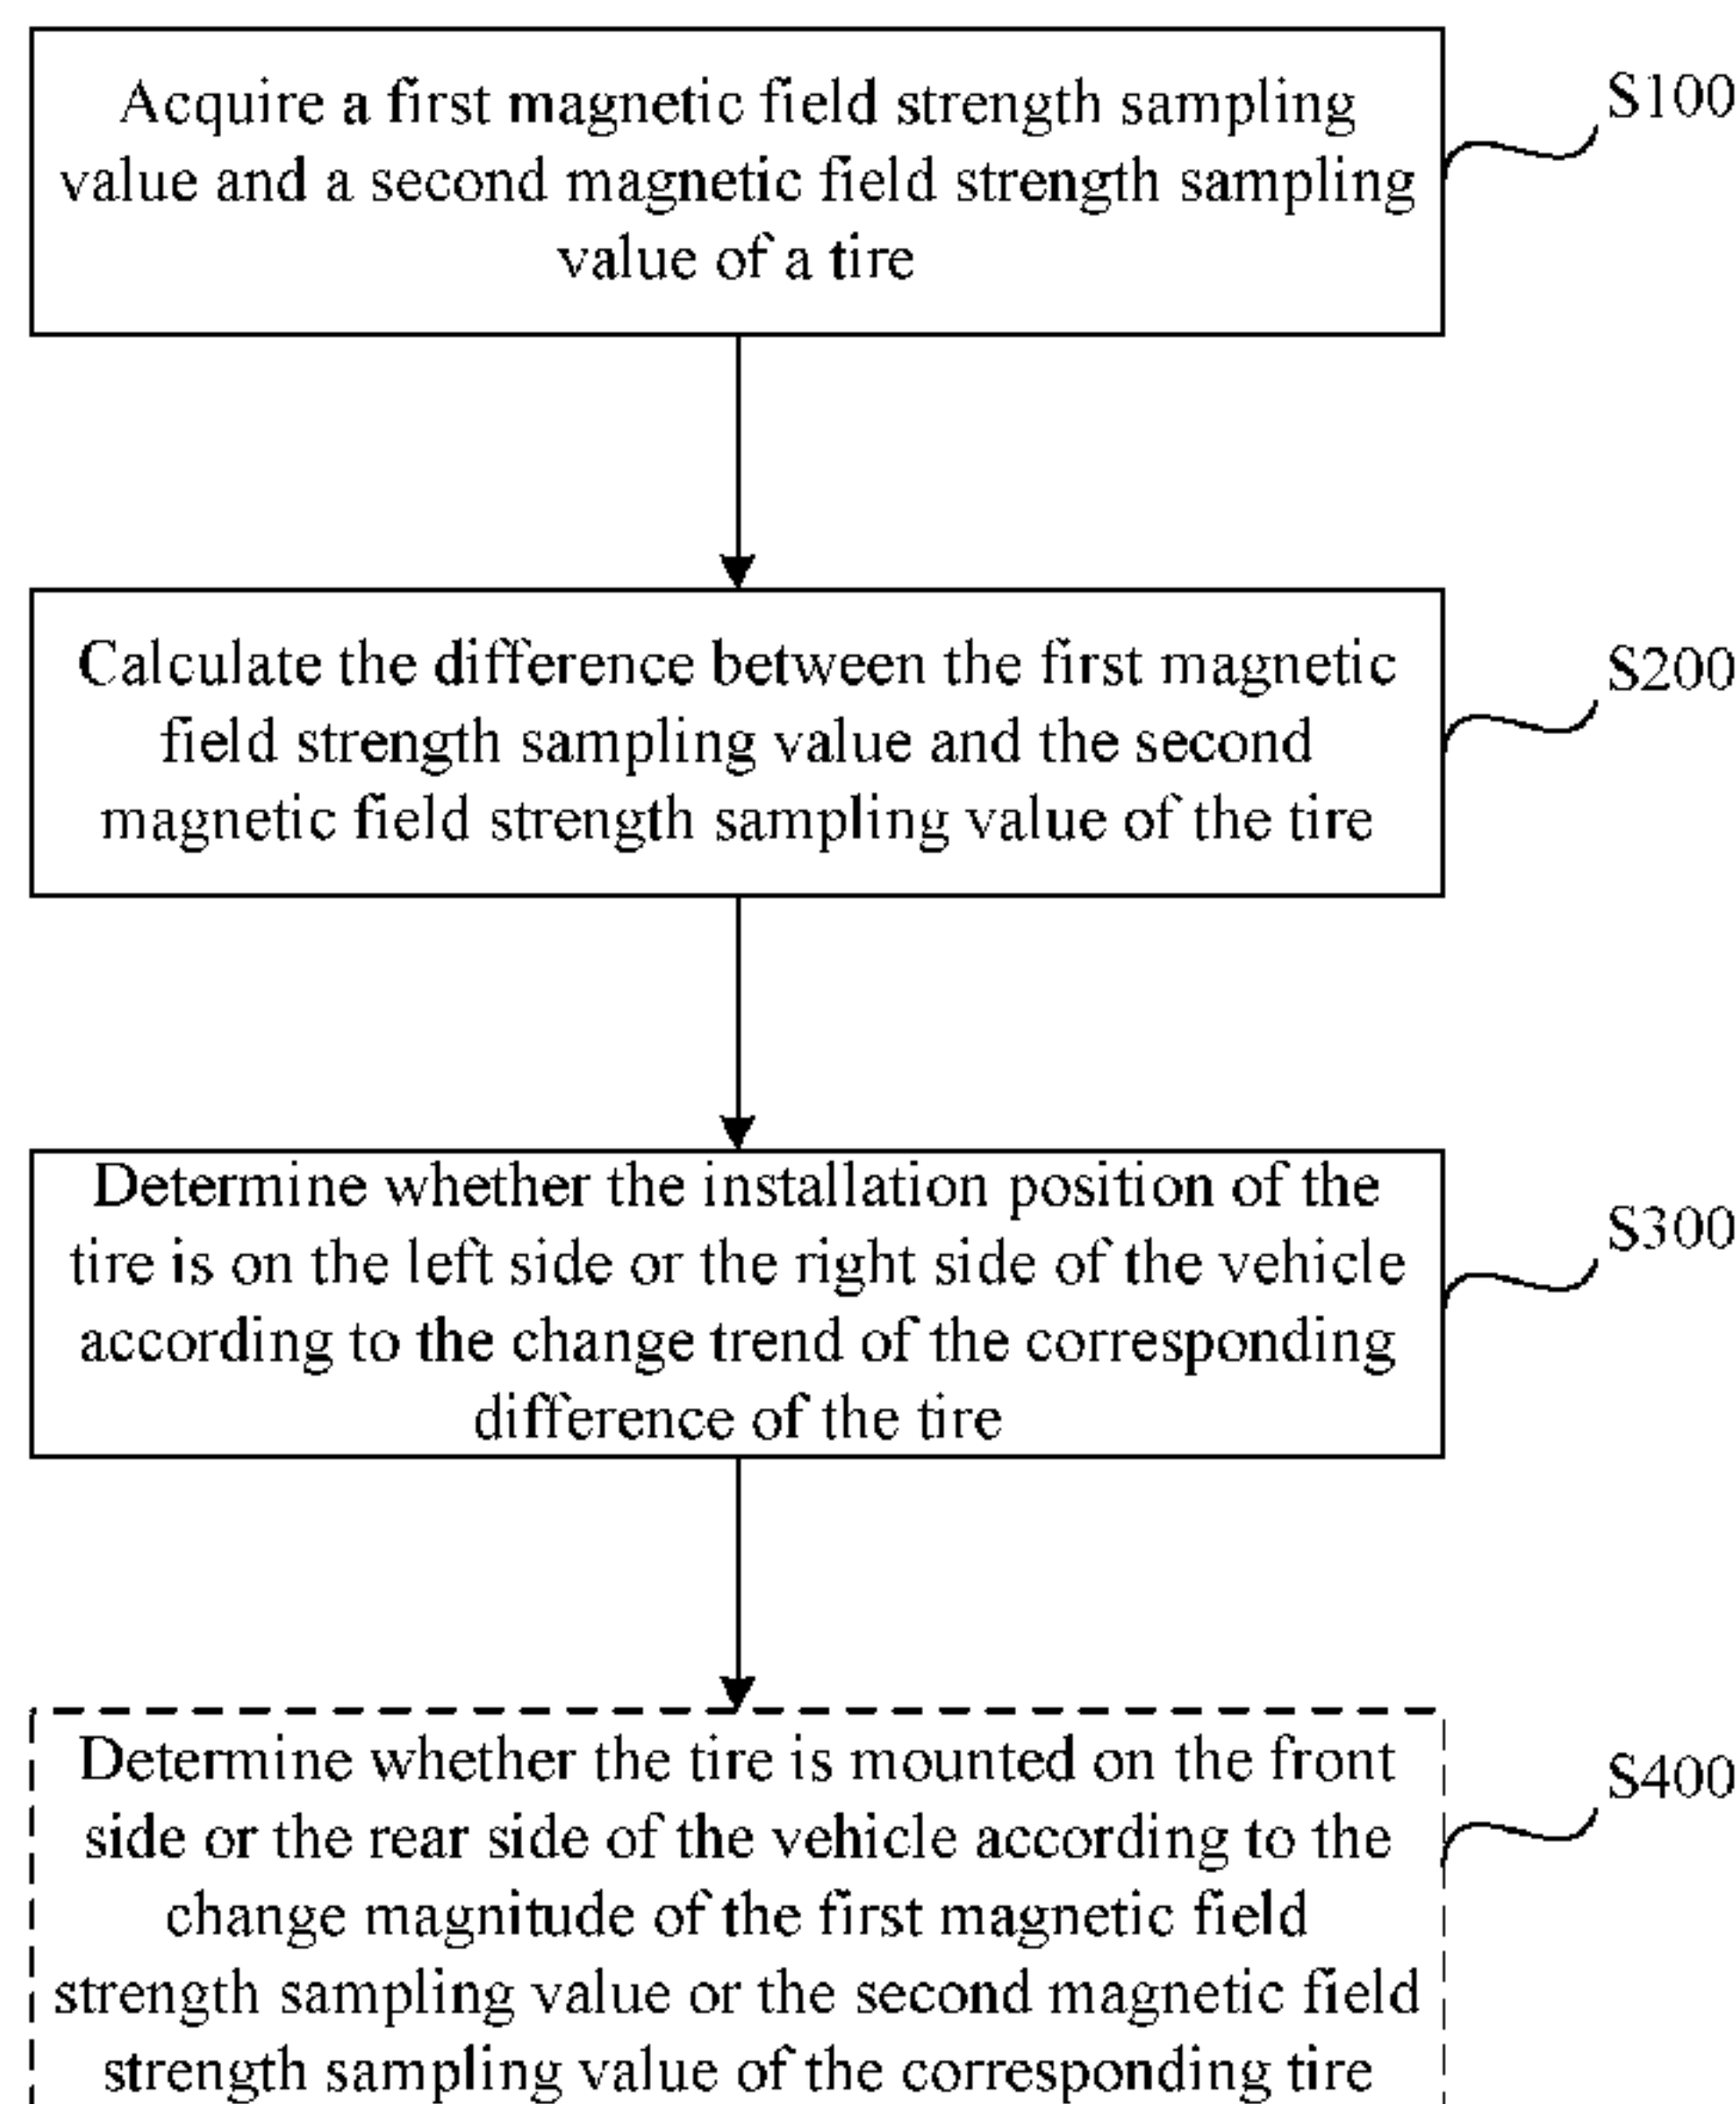 Acquire a first magnetic field strength sampling
value and a second magnetic field strength sampling
value of a tire
S100
Calculate the difference between the first magnetic
field strength sampling value and the second
magnetic field strength sampling value of the tire
S200
Determine whether the installation position of the
tire is on the left side or the right side of the vehicle
according to the change trend of the corresponding
difference of the tire
S300
Determine whether the tire is mounted on the front
side or the rear side of the vehicle according to the
change magnitude of the first magnetic field
strength sampling value or the second magnetic field
strength sampling value of the corresponding tire
S400